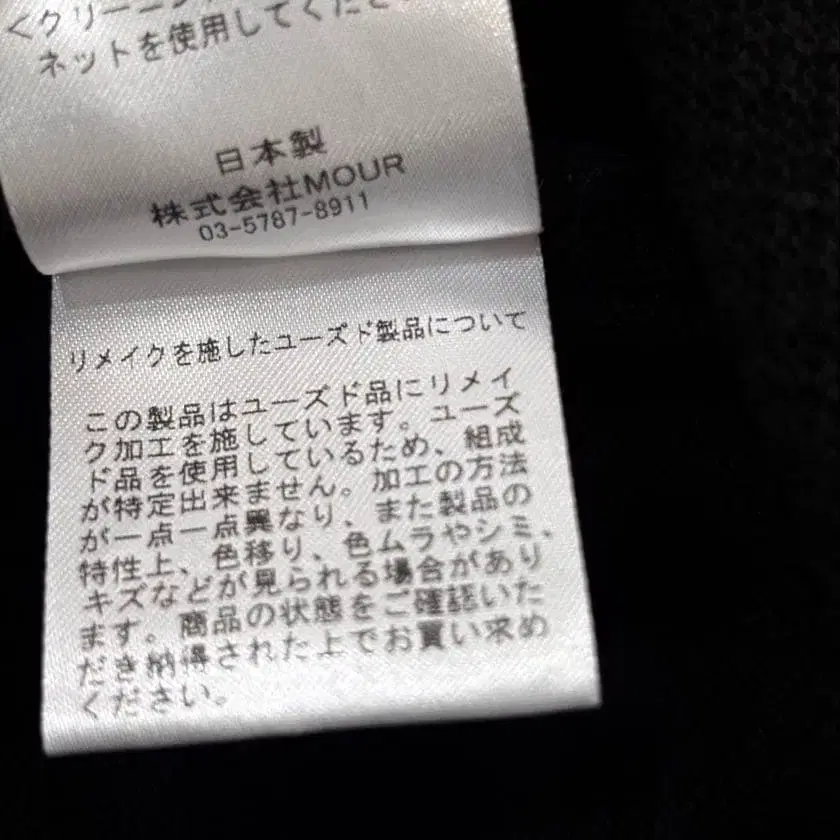 <クリーニン
ネットを使用してくださ
日本製
株式会社MOUR
03-5787-8911
リメイクを施したユーズド製品について
この製品はユーズド品にリメイ
ク加工を施しています。ユーズ
ド品を使用しているため、組成
が特定出来ません。加工の方法
が一点一点異なり、また製品の
特性上、色移り、色ムラやシミ、
キズなどが見られる場合があり
ます。商品の状態をご確認いた
だき納得された上でお買い求め
ください。